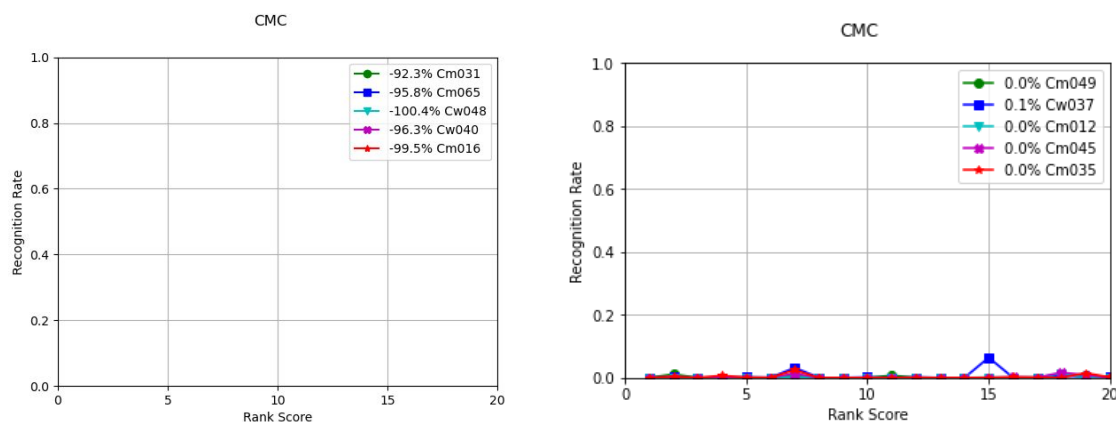 CMC
1.0
0.8
0.6
0.4
0.2
0.0
Recognition Rate
-92.3% Cm031
-95.8% Cm065
-100.4% Cw048
-96.3% Cw040
-99.5% Cm016
0
5
10
15
20
Rank Score
CMC
1.0
0.8
0.6
0.4
0.2
0.0
Recognition Rate
0.0% Cm049
0.1% Cw037
0.0% Cm012
0.0% Cm045
0.0% Cm035
0
5
10
15
20
Rank Score